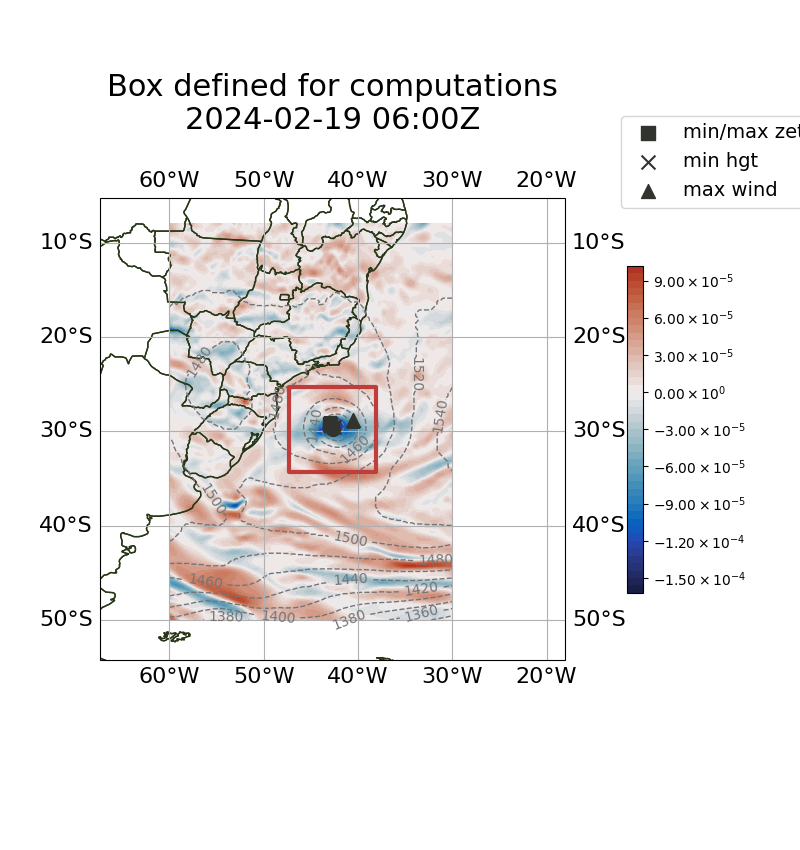 Box defined for computations
2024-02-19 06:00Z
min/max zet
min hgt
max wind
60°W 50°W 40°W 30°W 20°W
10°S 10°S
20°S 20°S
30°S 30°S
40°S 40°S
50°S 50°S
60°W 50°W 40°W 30°W 20°W
1480
1480
1520
1540
1440
1460
1500
1500
1480
1460
1440
1420
1380
1400
1380
1360
9.00 × 10⁻⁵
6.00 × 10⁻⁵
3.00 × 10⁻⁵
0.00 × 10⁰
−3.00 × 10⁻⁵
−6.00 × 10⁻⁵
−9.00 × 10⁻⁵
−1.20 × 10⁻⁴
−1.50 × 10⁻⁴